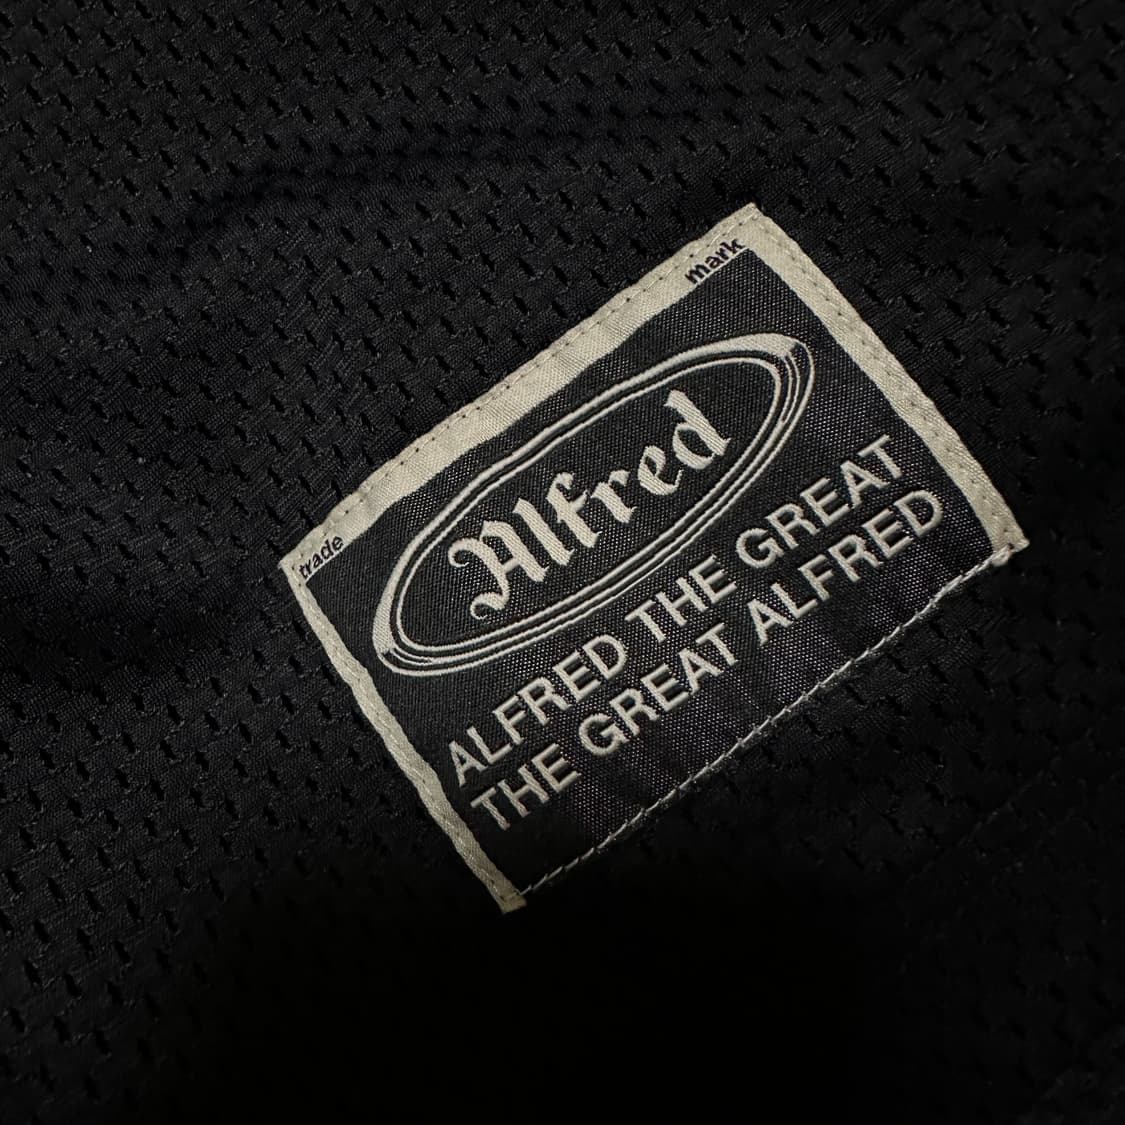 trade mark
Alfred
ALFRED THE GREAT
THE GREAT ALFRED